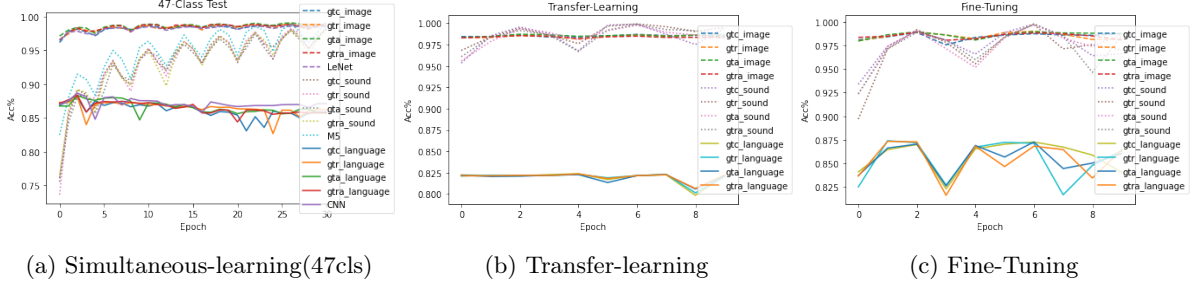 47-Class Test
Acc%
1.00
0.95
0.90
0.85
0.80
0.75
0
5
10
15
20
25
30
Epoch
gtc_image
gtr_image
gta_image
gtra_image
LeNet
gtc_sound
gtr_sound
gta_sound
gtra_sound
M5
gtc_language
gtr_language
gta_language
gtra_language
CNN
(a) Simultaneous-learning(47cls)
Transfer-Learning
Acc%
1.000
0.975
0.950
0.925
0.900
0.875
0.850
0.825
0.800
0
2
4
6
8
Epoch
gtc_image
gtr_image
gta_image
gtra_image
gtc_sound
gtr_sound
gta_sound
gtra_sound
gtc_language
gtr_language
gta_language
gtra_language
(b) Transfer-learning
Fine-Tuning
Acc%
1.000
0.975
0.950
0.925
0.900
0.875
0.850
0.825
0
2
4
6
8
Epoch
gtc_image
gtr_image
gta_image
gtra_image
gtc_sound
gtr_sound
gta_sound
gtra_sound
gtc_language
gtr_language
gta_language
gtra_language
(c) Fine-Tuning